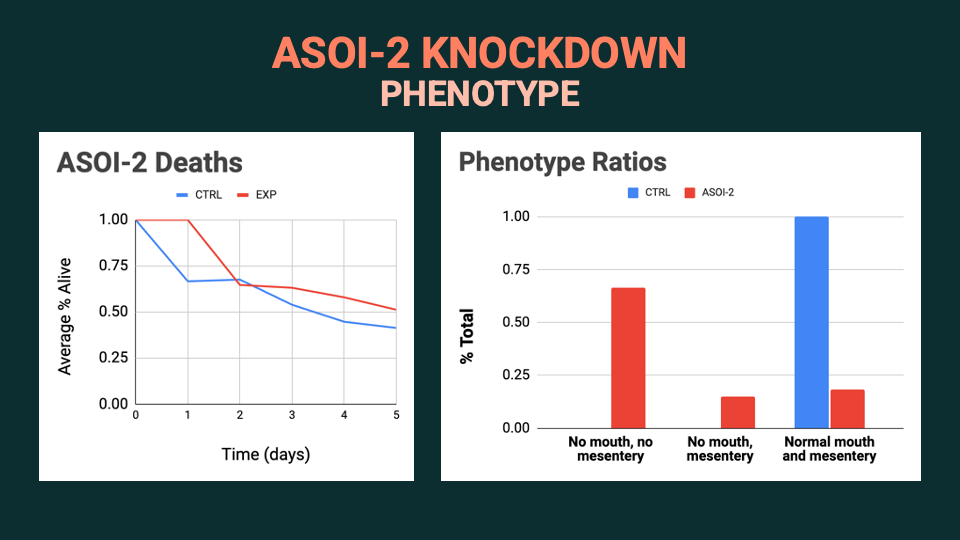 ASOI-2 KNOCKDOWN
PHENOTYPE
ASOI-2 Deaths
CTRL EXP
1.00
0.75
0.50
0.25
0.00
Average % Alive
0 1 2 3 4 5
Time (days)
Phenotype Ratios
CTRL ASOI-2
1.00
0.75
0.50
0.25
0.00
% Total
No mouth, no
mesentery
No mouth,
mesentery
Normal mouth
and mesentery